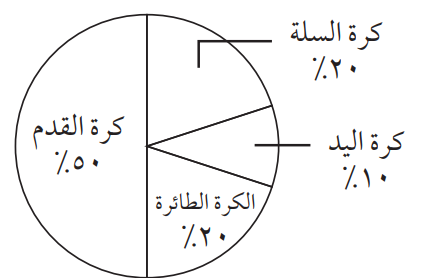 كرة السلة
٢٠٪
كرة القدم
٥٠٪
كرة اليد
١٠٪
الكرة الطائرة
٢٠٪